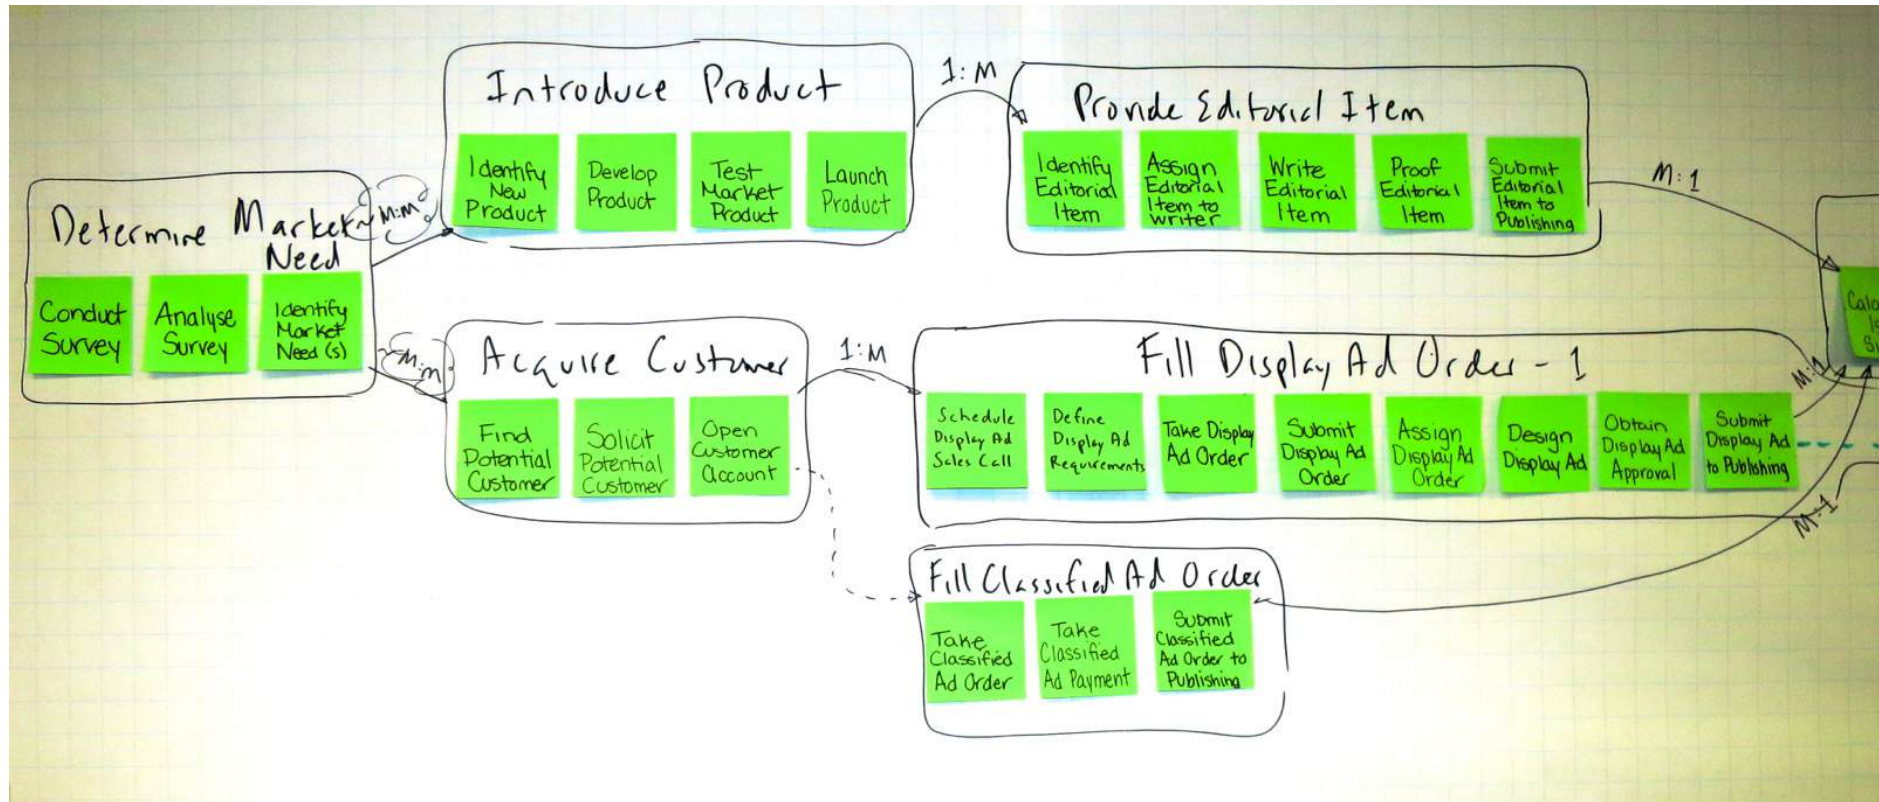 Determine Market
Need
Conduct
Survey
Analyse
Survey
Identify
Market
Need (s)
M:M
Introduce Product
Identify
New
Product
Develop
Product
Test
Market
Product
Launch
Product
1:M
Provide Editorial Item
Identify
Editorial
Item
Assign
Editorial
Item to
Writer
Write
Editorial
Item
Proof
Editorial
Item
Submit
Editorial
Item to
Publishing
M:1
M:M
Acquire Customer
Find
Potential
Customer
Solicit
Potential
Customer
Open
Customer
Account
1:M
Fill Display Ad Order - 1
Schedule
Display Ad
Sales Call
Define
Display Ad
Requirements
Take Display
Ad Order
Submit
Display Ad
Order
Assign
Display Ad
Order
Design
Display Ad
Obtain
Display Ad
Approval
Submit
Display Ad
to Publishing
M:1
M:1
Fill Classified Ad Order
Take
Classified
Ad Order
Take
Classified
Ad Payment
Submit
Classified
Ad Order to
Publishing